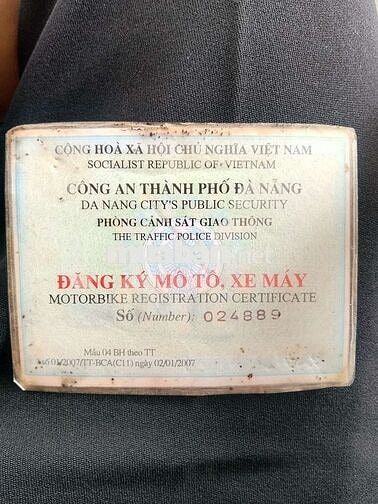 CỘNG HOÀ XÃ HỘI CHỦ NGHĨA VIỆT NAM
SOCIALIST REPUBLIC OF VIETNAM
CÔNG AN THÀNH PHỐ ĐÀ NẴNG
DA NANG CITY'S PUBLIC SECURITY
PHÒNG CẢNH SÁT GIAO THÔNG
THE TRAFFIC POLICE DIVISION
ĐĂNG KÝ MÔ TÔ, XE MÁY
MOTORBIKE REGISTRATION CERTIFICATE
Số (Number): 024889
Mẫu 04 BH theo TT
số 01/2007/TT-BCA(C11) ngày 02/01/2007